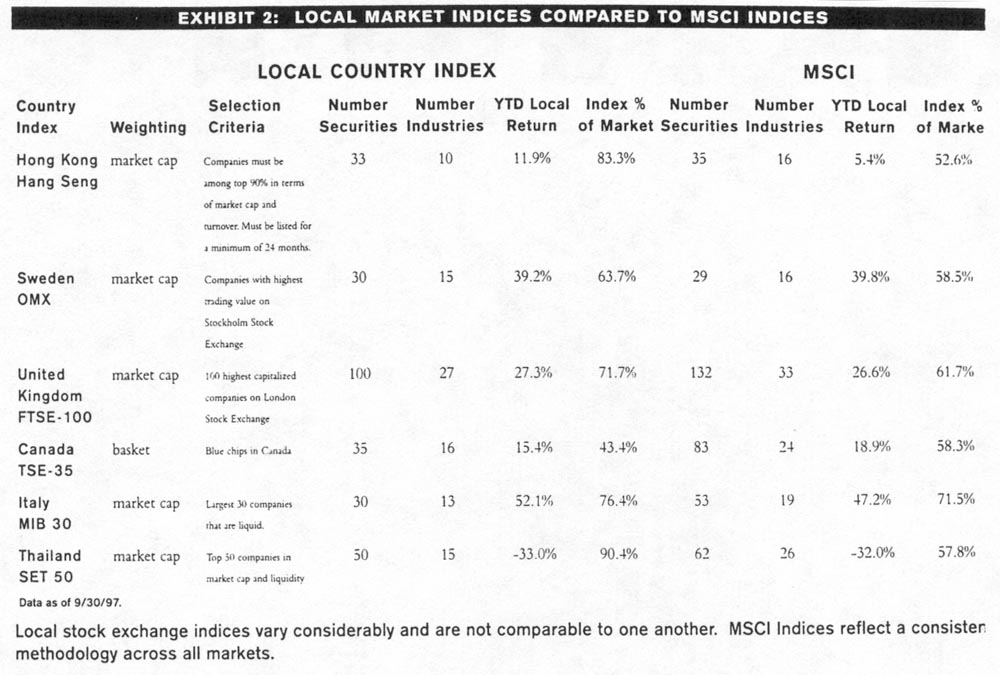 EXHIBIT 2: LOCAL MARKET INDICES COMPARED TO MSCI INDICES
LOCAL COUNTRY INDEX MSCI
Country Selection Number Number YTD Local Index % Number Number YTD Local Index %
Index Weighting Criteria Securities Industries Return of Market Securities Industries Return of Marke
Hong Kong market cap Companies must be 33 10 11.9% 83.3% 35 16 5.4% 52.6%
Hang Seng among top 90% in terms
of market cap and
turnover. Must be listed for
a minimum of 24 months.
Sweden market cap Companies with highest 30 15 39.2% 63.7% 29 16 39.8% 58.5%
OMX trading value on
Stockholm Stock
Exchange
United market cap 100 highest capitalized 100 27 27.3% 71.7% 132 33 26.6% 61.7%
Kingdom companies on London
FTSE-100 Stock Exchange
Canada basket Blue chips in Canada 35 16 15.4% 43.4% 83 24 18.9% 58.3%
TSE-35
Italy market cap Largest 30 companies 30 13 52.1% 76.4% 53 19 47.2% 71.5%
MIB 30 that are liquid.
Thailand market cap Top 50 companies in 50 15 -33.0% 90.4% 62 26 -32.0% 57.8%
SET 50 market cap and liquidity
Data as of 9/30/97.
Local stock exchange indices vary considerably and are not comparable to one another. MSCI Indices reflect a consisten
methodology across all markets.